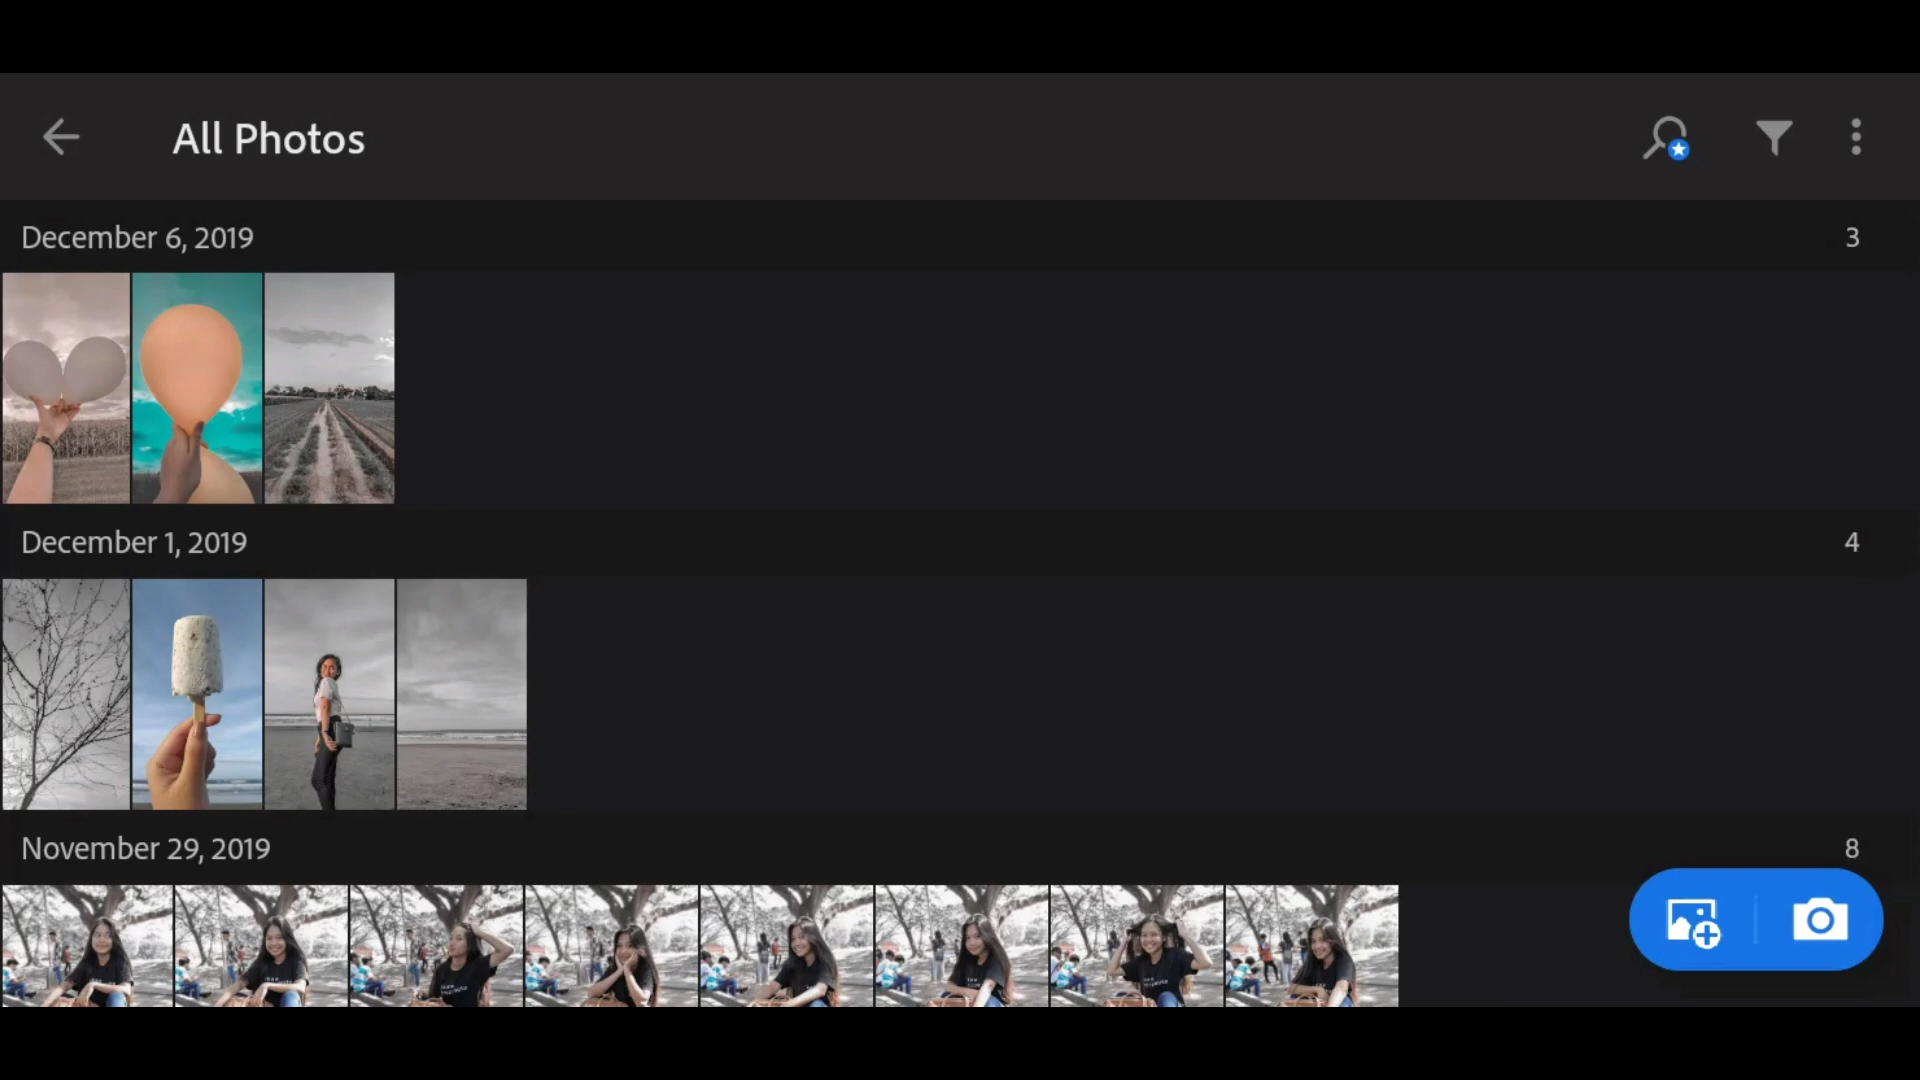 All Photos
December 6, 2019
3
December 1, 2019
4
November 29, 2019
8